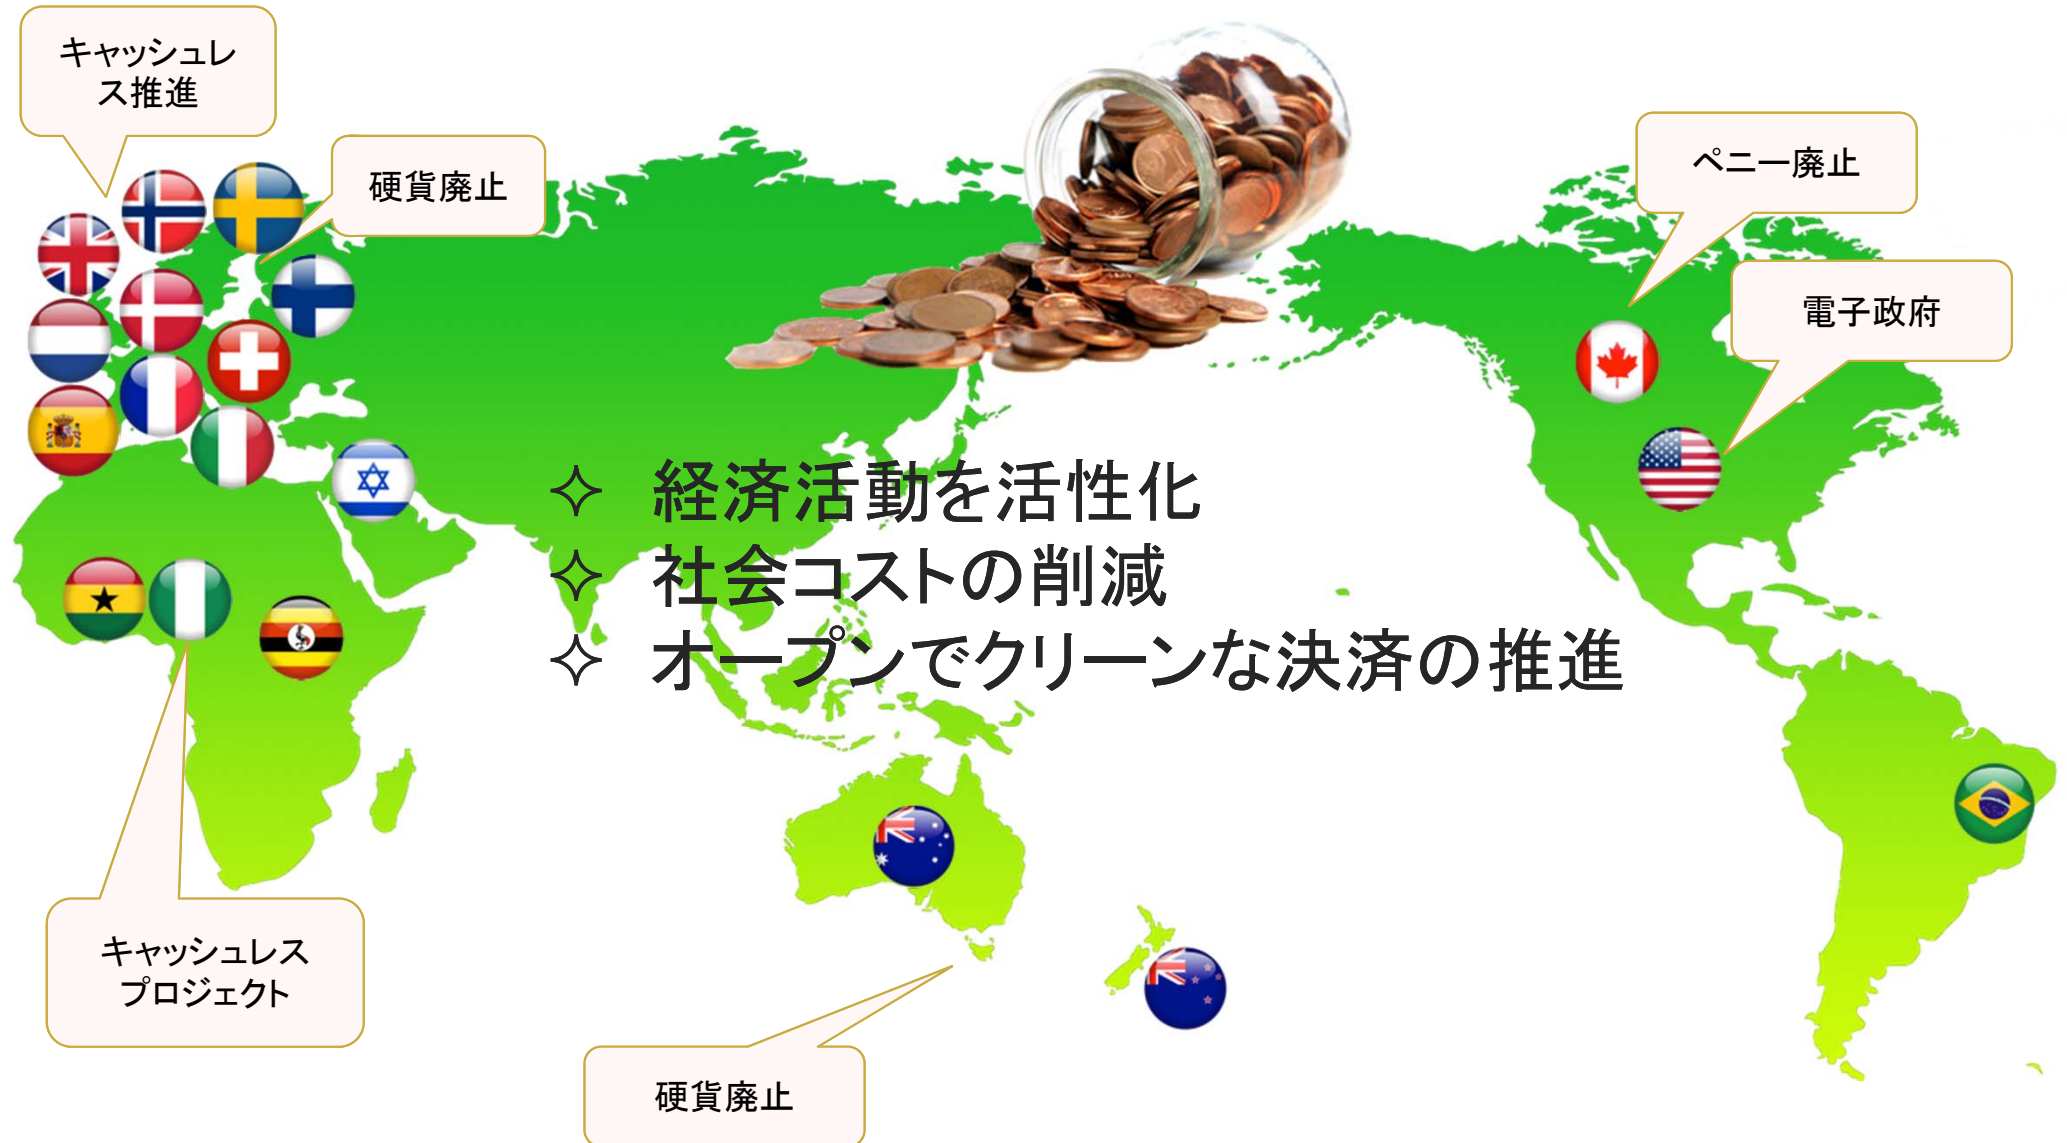 キャッシュレ
ス推進
硬貨廃止
ペニー廃止
電子政府
✧ 経済活動を活性化
✧ 社会コストの削減
✧ オープンでクリーンな決済の推進
キャッシュレス
プロジェクト
硬貨廃止